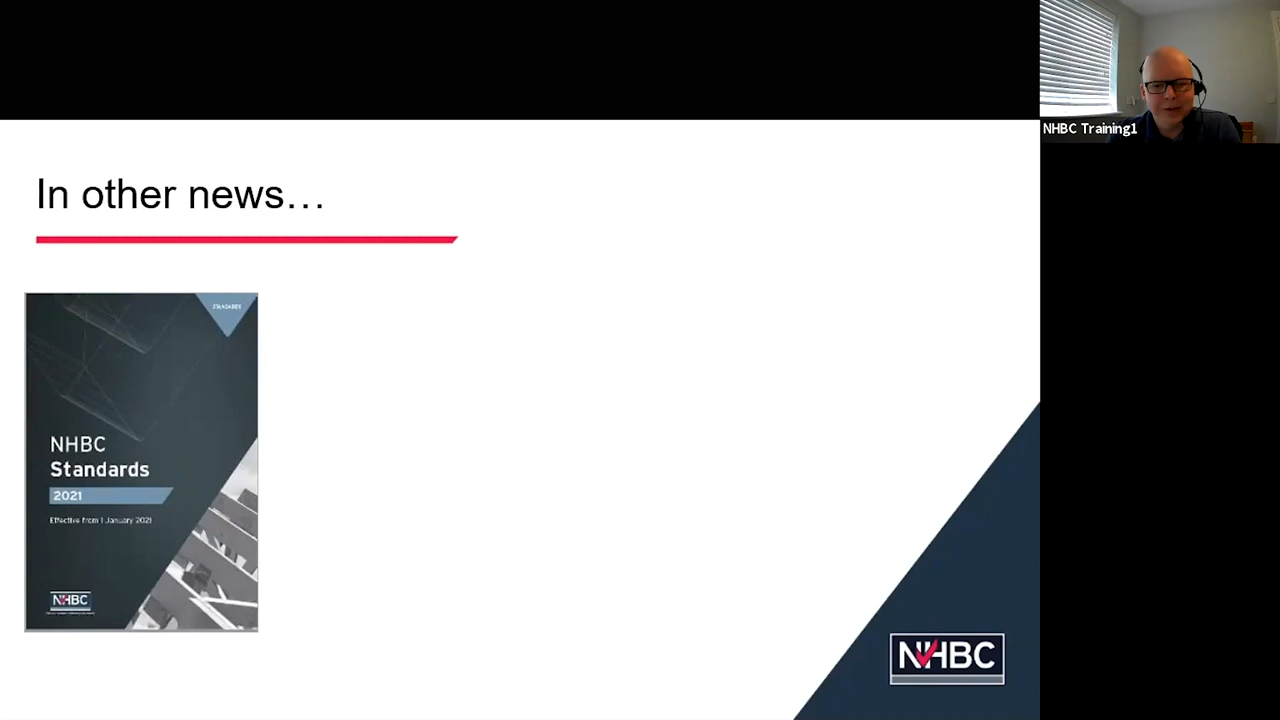 NHBC Training1
In other news…
STANDARDS
NHBC
Standards
2021
Effective from 1 January 2021
NHBC
NHBC